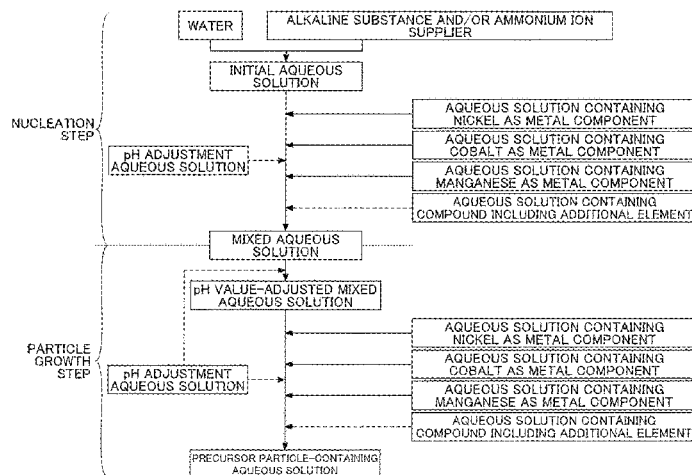 WATER
ALKALINE SUBSTANCE AND/OR AMMONIUM ION
SUPPLIER
INITIAL AQUEOUS
SOLUTION
NUCLEATION
STEP
AQUEOUS SOLUTION CONTAINING
NICKEL AS METAL COMPONENT
pH ADJUSTMENT
AQUEOUS SOLUTION
AQUEOUS SOLUTION CONTAINING
COBALT AS METAL COMPONENT
AQUEOUS SOLUTION CONTAINING
MANGANESE AS METAL COMPONENT
AQUEOUS SOLUTION CONTAINING
COMPOUND INCLUDING ADDITIONAL ELEMENT
MIXED AQUEOUS
SOLUTION
pH VALUE-ADJUSTED MIXED
AQUEOUS SOLUTION
PARTICLE
GROWTH
STEP
AQUEOUS SOLUTION CONTAINING
NICKEL AS METAL COMPONENT
pH ADJUSTMENT
AQUEOUS SOLUTION
AQUEOUS SOLUTION CONTAINING
COBALT AS METAL COMPONENT
AQUEOUS SOLUTION CONTAINING
MANGANESE AS METAL COMPONENT
AQUEOUS SOLUTION CONTAINING
COMPOUND INCLUDING ADDITIONAL ELEMENT
PRECURSOR PARTICLE-CONTAINING
AQUEOUS SOLUTION